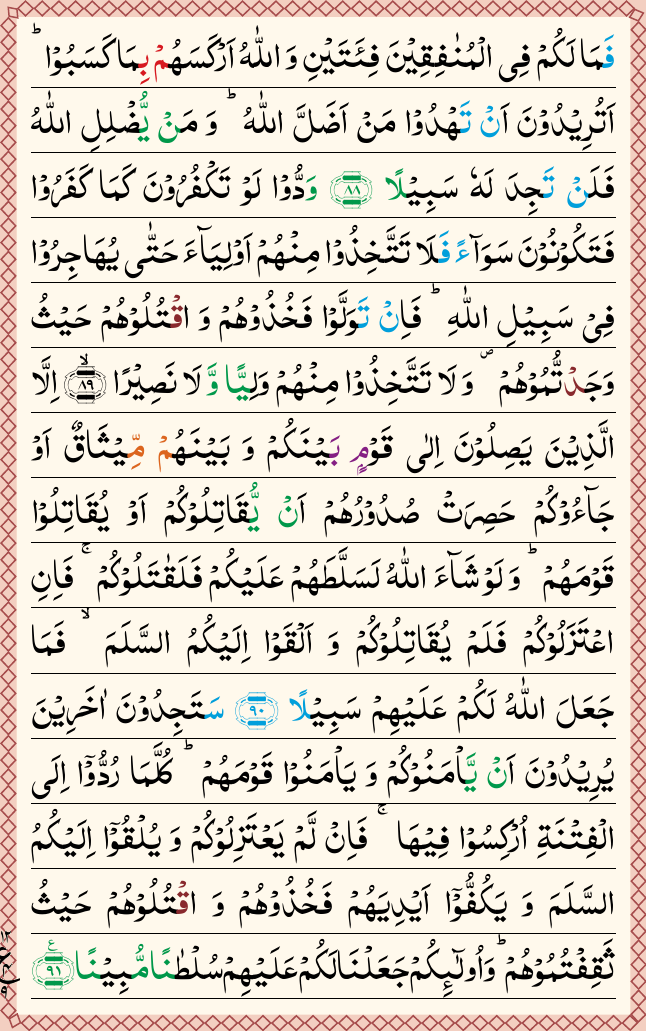 فَمَا لَكُمْ فِی الْمُنٰفِقِیْنَ فِئَتَیْنِ وَ اللّٰهُ اَرْكَسَهُمْ بِمَا كَسَبُوْا ؕ
اَتُرِیْدُوْنَ اَنْ تَهْدُوْا مَنْ اَضَلَّ اللّٰهُ ؕ وَ مَنْ یُّضْلِلِ اللّٰهُ
فَلَنْ تَجِدَ لَهٗ سَبِیْلًا ﴿۸۸﴾ وَدُّوْا لَوْ تَكْفُرُوْنَ كَمَا كَفَرُوْا
فَتَكُوْنُوْنَ سَوَآءً فَلَا تَتَّخِذُوْا مِنْهُمْ اَوْلِیَآءَ حَتّٰی یُهَاجِرُوْا
فِیْ سَبِیْلِ اللّٰهِ ؕ فَاِنْ تَوَلَّوْا فَخُذُوْهُمْ وَ اقْتُلُوْهُمْ حَیْثُ
وَجَدْتُّمُوْهُمْ ۪ وَ لَا تَتَّخِذُوْا مِنْهُمْ وَلِیًّا وَّ لَا نَصِیْرًا ﴿ۙ۸۹﴾ اِلَّا
الَّذِیْنَ یَصِلُوْنَ اِلٰی قَوْمٍۭ بَیْنَكُمْ وَ بَیْنَهُمْ مِّیْثَاقٌ اَوْ
جَآءُوْكُمْ حَصِرَتْ صُدُوْرُهُمْ اَنْ یُّقَاتِلُوْكُمْ اَوْ یُقَاتِلُوْا
قَوْمَهُمْ ؕ وَ لَوْ شَآءَ اللّٰهُ لَسَلَّطَهُمْ عَلَیْكُمْ فَلَقٰتَلُوْكُمْ ۚ فَاِنِ
اعْتَزَلُوْكُمْ فَلَمْ یُقَاتِلُوْكُمْ وَ اَلْقَوْا اِلَیْكُمُ السَّلَمَ ۙ فَمَا
جَعَلَ اللّٰهُ لَكُمْ عَلَیْهِمْ سَبِیْلًا ﴿۹۰﴾ سَتَجِدُوْنَ اٰخَرِیْنَ
یُرِیْدُوْنَ اَنْ یَّاْمَنُوْكُمْ وَ یَاْمَنُوْا قَوْمَهُمْ ؕ كُلَّمَا رُدُّوْۤا اِلَی
الْفِتْنَةِ اُرْكِسُوْا فِیْهَا ۚ فَاِنْ لَّمْ یَعْتَزِلُوْكُمْ وَ یُلْقُوْۤا اِلَیْكُمُ
السَّلَمَ وَ یَكُفُّوْۤا اَیْدِیَهُمْ فَخُذُوْهُمْ وَ اقْتُلُوْهُمْ حَیْثُ
ثَقِفْتُمُوْهُمْ ؕ وَ اُولٰٓئِكُمْ جَعَلْنَا لَكُمْ عَلَیْهِمْ سُلْطٰنًا مُّبِیْنًا ﴿۹۱﴾ ع